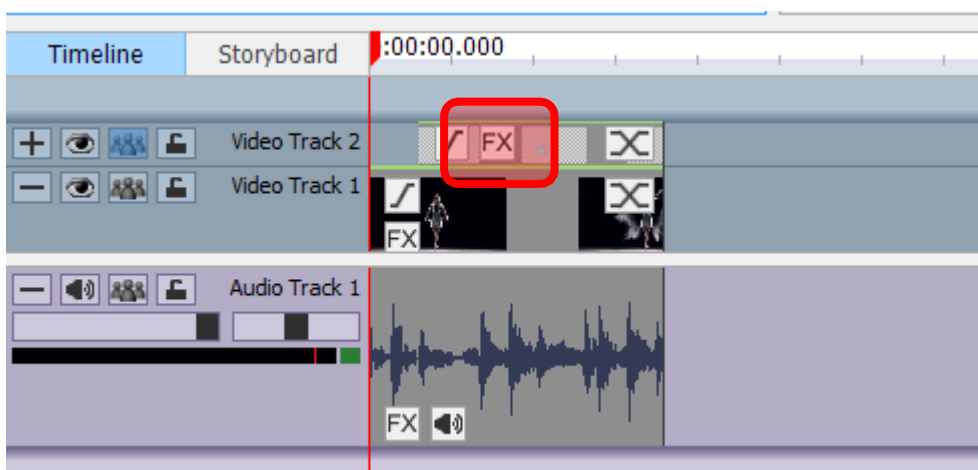 Timeline Storyboard :00:00.000
Video Track 2 FX
Video Track 1
FX
Audio Track 1
FX